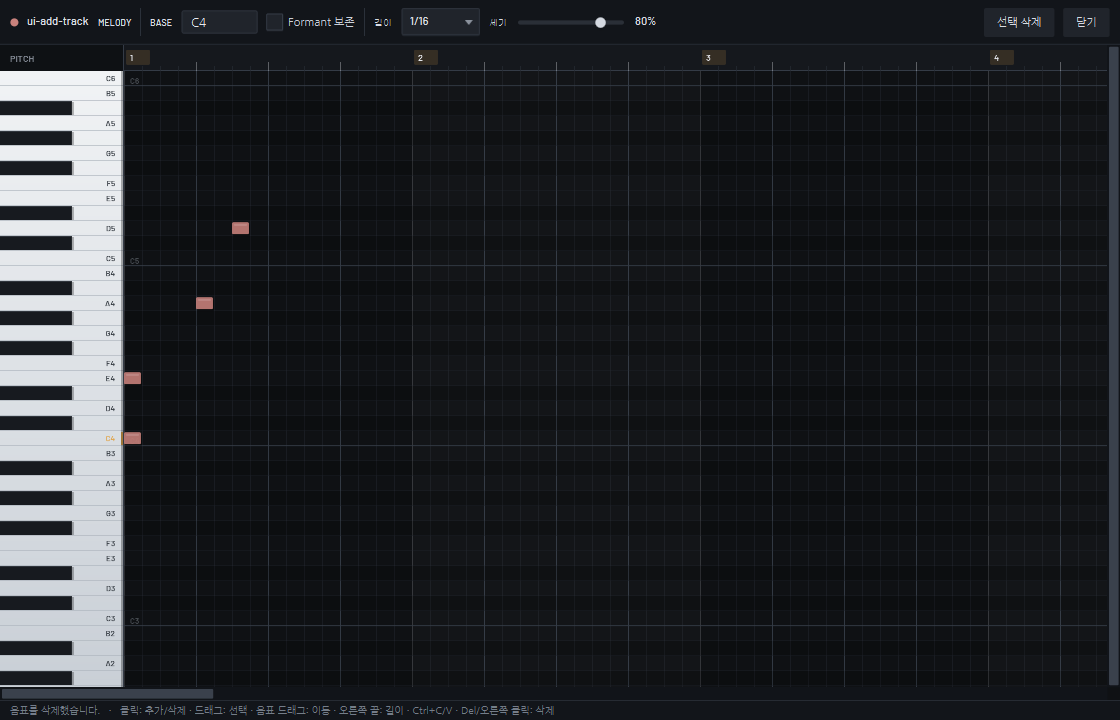 ui-add-track MELODY BASE C4 Formant 보존 길이 1/16 세기 80% 선택 삭제 닫기
PITCH 1 2 3 4
C6 C6
B5
A5
G5
F5
E5
D5
C5 C5
B4
A4
G4
F4
E4
D4
C4
B3
A3
G3
F3
E3
D3
C3 C3
B2
A2
음표를 삭제했습니다. · 클릭: 추가/삭제 · 드래그: 선택 · 음표 드래그: 이동 · 오른쪽 끝: 길이 · Ctrl+C/V · Del/오른쪽 클릭: 삭제